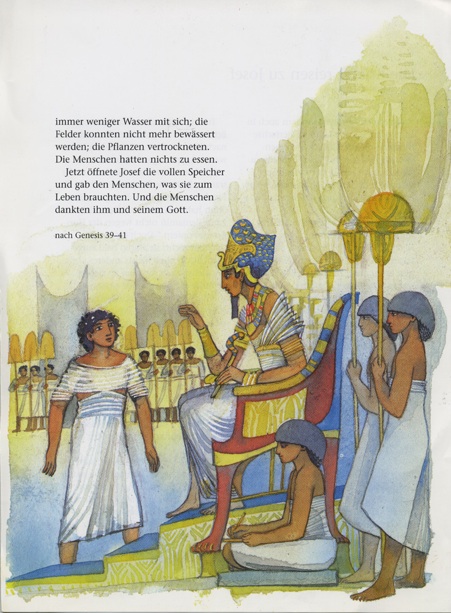 immer weniger Wasser mit sich; die
Felder konnten nicht mehr bewässert
werden; die Pflanzen vertrockneten.
Die Menschen hatten nichts zu essen.
Jetzt öffnete Josef die vollen Speicher
und gab den Menschen, was sie zum
Leben brauchten. Und die Menschen
dankten ihm und seinem Gott.
nach Genesis 39–41